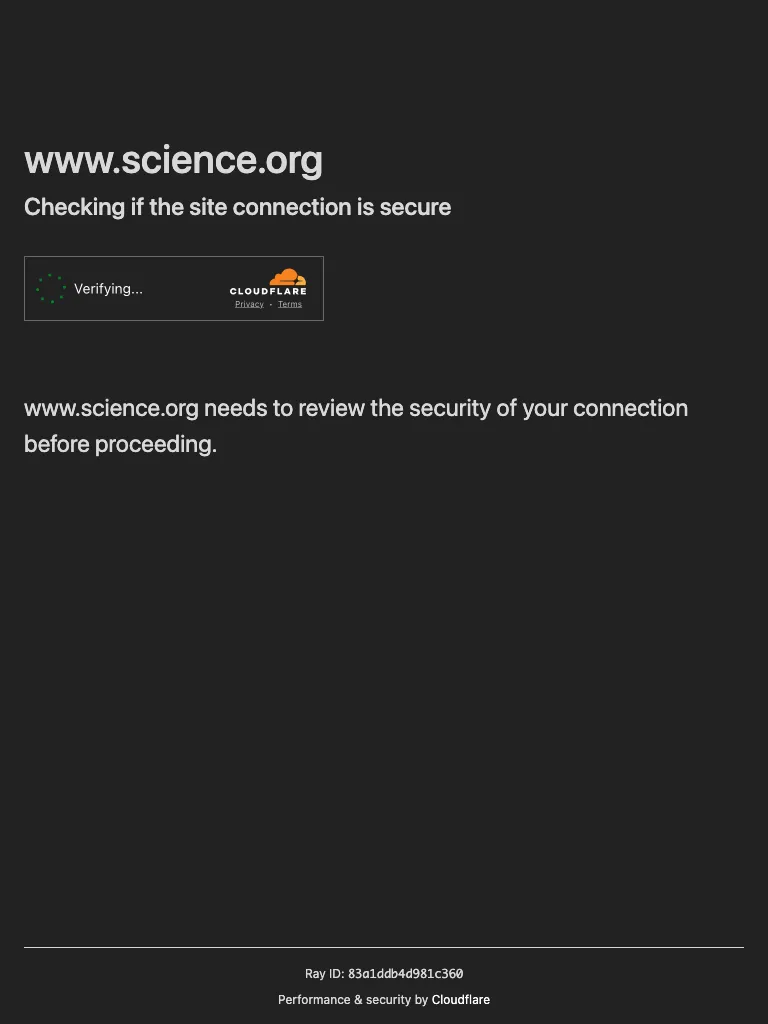 www.science.org
Checking if the site connection is secure
Verifying...
CLOUDFLARE
Privacy • Terms
www.science.org needs to review the security of your connection
before proceeding.
Ray ID: 83a1ddb4d981c360
Performance & security by Cloudflare